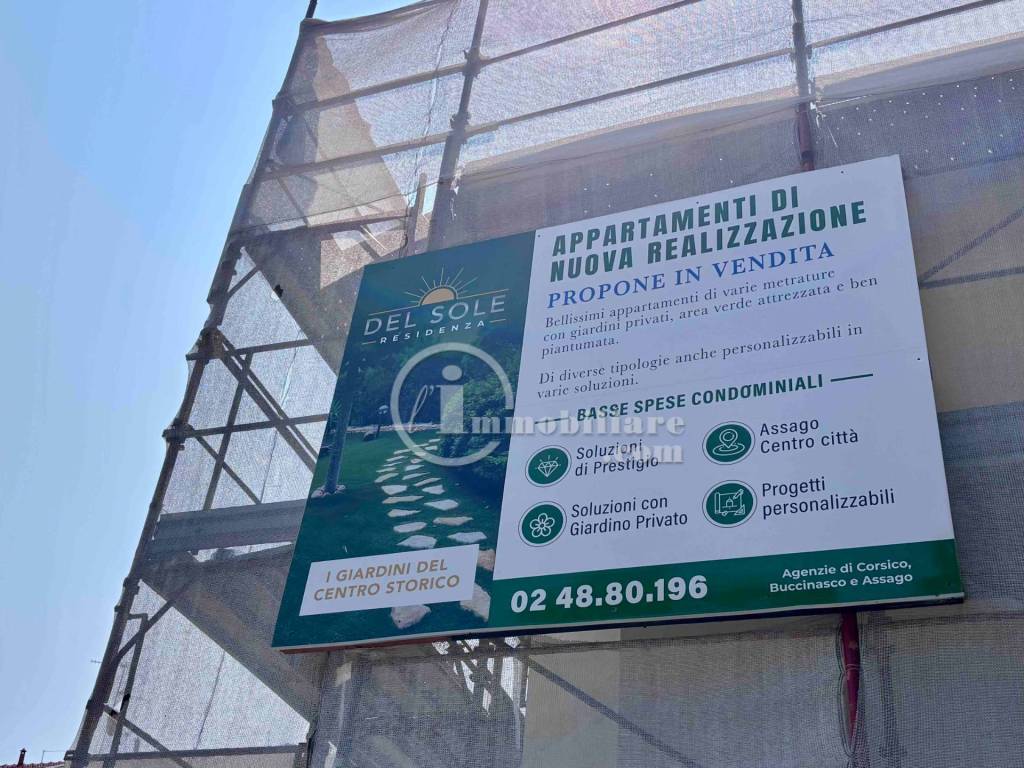 DEL SOLE
RESIDENZA
I GIARDINI DEL
CENTRO STORICO
APPARTAMENTI DI
NUOVA REALIZZAZIONE
PROPONE IN VENDITA
Bellissimi appartamenti di varie metrature
con giardini privati, area verde attrezzata e ben
piantumata.
Di diverse tipologie anche personalizzabili in
varie soluzioni.
BASSE SPESE CONDOMINIALI
Soluzioni
di Prestigio
Assago
Centro città
Soluzioni con
Giardino Privato
Progetti
personalizzabili
02 48.80.196
Agenzie di Corsico,
Buccinasco e Assago
l'immobiliare
.com